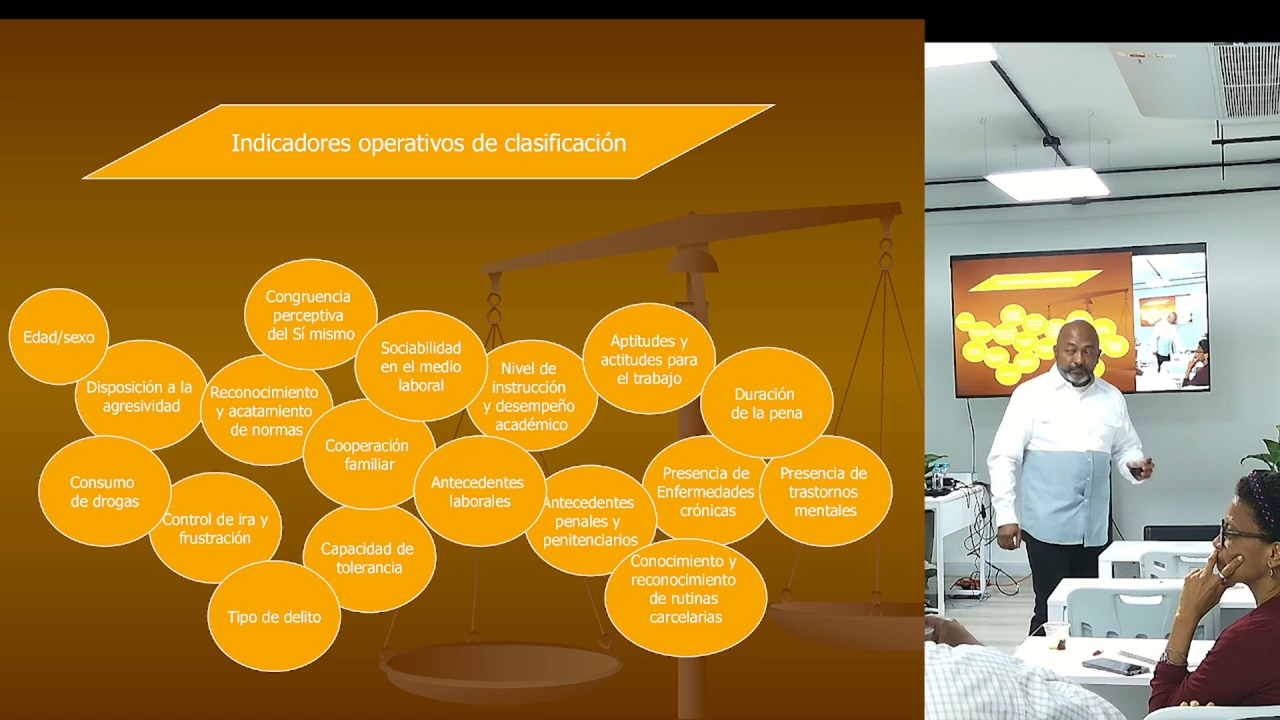 Indicadores operativos de clasificación
Edad/sexo
Disposición a la
agresividad
Congruencia
perceptiva
del Sí mismo
Reconocimiento
y acatamiento
de normas
Sociabilidad
en el medio
laboral
Nivel de
instrucción
y desempeño
académico
Aptitudes y
actitudes para
el trabajo
Duración
de la pena
Consumo
de drogas
Control de ira y
frustración
Cooperación
familiar
Antecedentes
laborales
Antecedentes
penales y
penitenciarios
Presencia de
Enfermedades
crónicas
Presencia de
trastornos
mentales
Tipo de delito
Capacidad de
tolerancia
Conocimiento y
reconocimiento
de rutinas
carcelarias